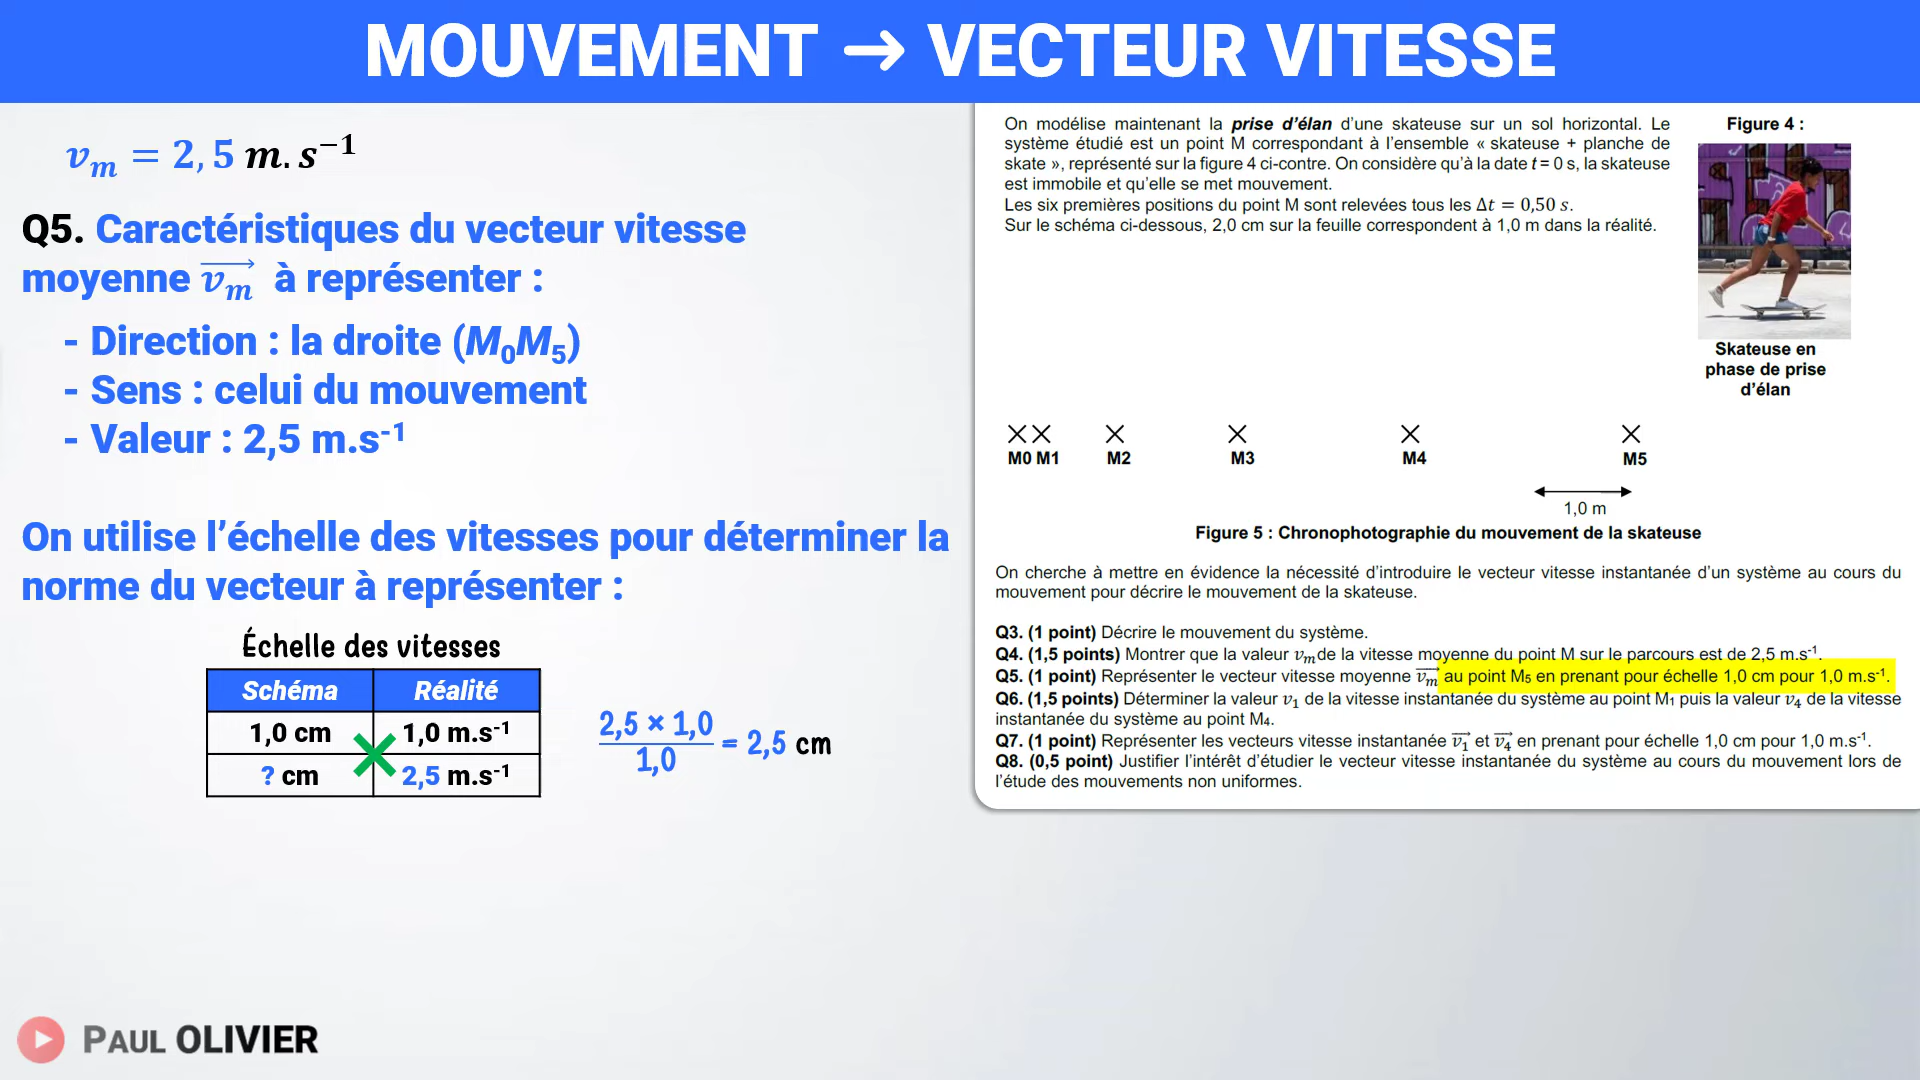 MOUVEMENT → VECTEUR VITESSE
v_m = 2,5 m.s⁻¹
Q5. Caractéristiques du vecteur vitesse
moyenne v_m à représenter :
- Direction : la droite (M₀M₅)
- Sens : celui du mouvement
- Valeur : 2,5 m.s⁻¹
On utilise l’échelle des vitesses pour déterminer la
norme du vecteur à représenter :
Échelle des vitesses
Schéma Réalité
1,0 cm 1,0 m.s⁻¹
? cm 2,5 m.s⁻¹
2,5 × 1,0
1,0
= 2,5 cm
PAUL OLIVIER
On modélise maintenant la prise d’élan d’une skateuse sur un sol horizontal. Le
système étudié est un point M correspondant à l’ensemble « skateuse + planche de
skate », représenté sur la figure 4 ci-contre. On considère qu’à la date t = 0 s, la skateuse
est immobile et qu’elle se met mouvement.
Les six premières positions du point M sont relevées tous les Δt = 0,50 s.
Sur le schéma ci-dessous, 2,0 cm sur la feuille correspondent à 1,0 m dans la réalité.
Figure 4 :
Skateuse en
phase de prise
d’élan
M0 M1 M2 M3 M4 M5
1,0 m
Figure 5 : Chronophotographie du mouvement de la skateuse
On cherche à mettre en évidence la nécessité d’introduire le vecteur vitesse instantanée d’un système au cours du
mouvement pour décrire le mouvement de la skateuse.
Q3. (1 point) Décrire le mouvement du système.
Q4. (1,5 points) Montrer que la valeur v_m de la vitesse moyenne du point M sur le parcours est de 2,5 m.s⁻¹.
Q5. (1 point) Représenter le vecteur vitesse moyenne v_m au point M₅ en prenant pour échelle 1,0 cm pour 1,0 m.s⁻¹.
Q6. (1,5 points) Déterminer la valeur v₁ de la vitesse instantanée du système au point M₁ puis la valeur v₄ de la vitesse
instantanée du système au point M₄.
Q7. (1 point) Représenter les vecteurs vitesse instantanée v₁ et v₄ en prenant pour échelle 1,0 cm pour 1,0 m.s⁻¹.
Q8. (0,5 point) Justifier l’intérêt d’étudier le vecteur vitesse instantanée du système au cours du mouvement lors de
l’étude des mouvements non uniformes.